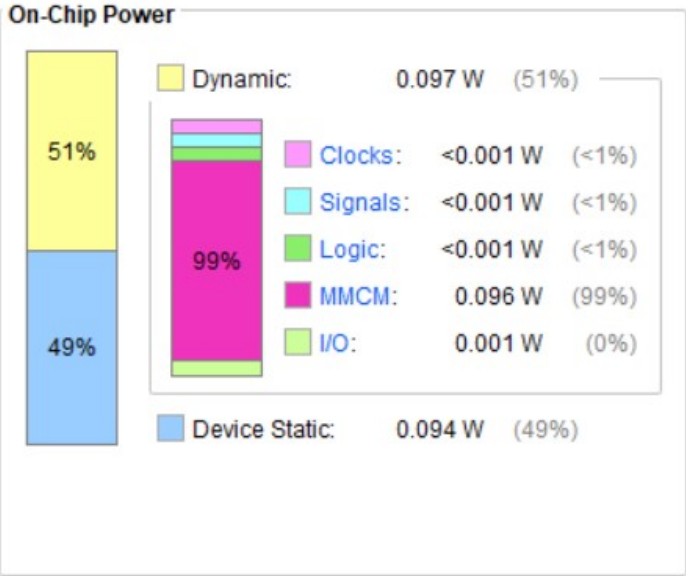 On-Chip Power
51%
49%
Dynamic: 0.097 W (51%)
99%
Clocks: <0.001 W (<1%)
Signals: <0.001 W (<1%)
Logic: <0.001 W (<1%)
MMCM: 0.096 W (99%)
I/O: 0.001 W (0%)
Device Static: 0.094 W (49%)